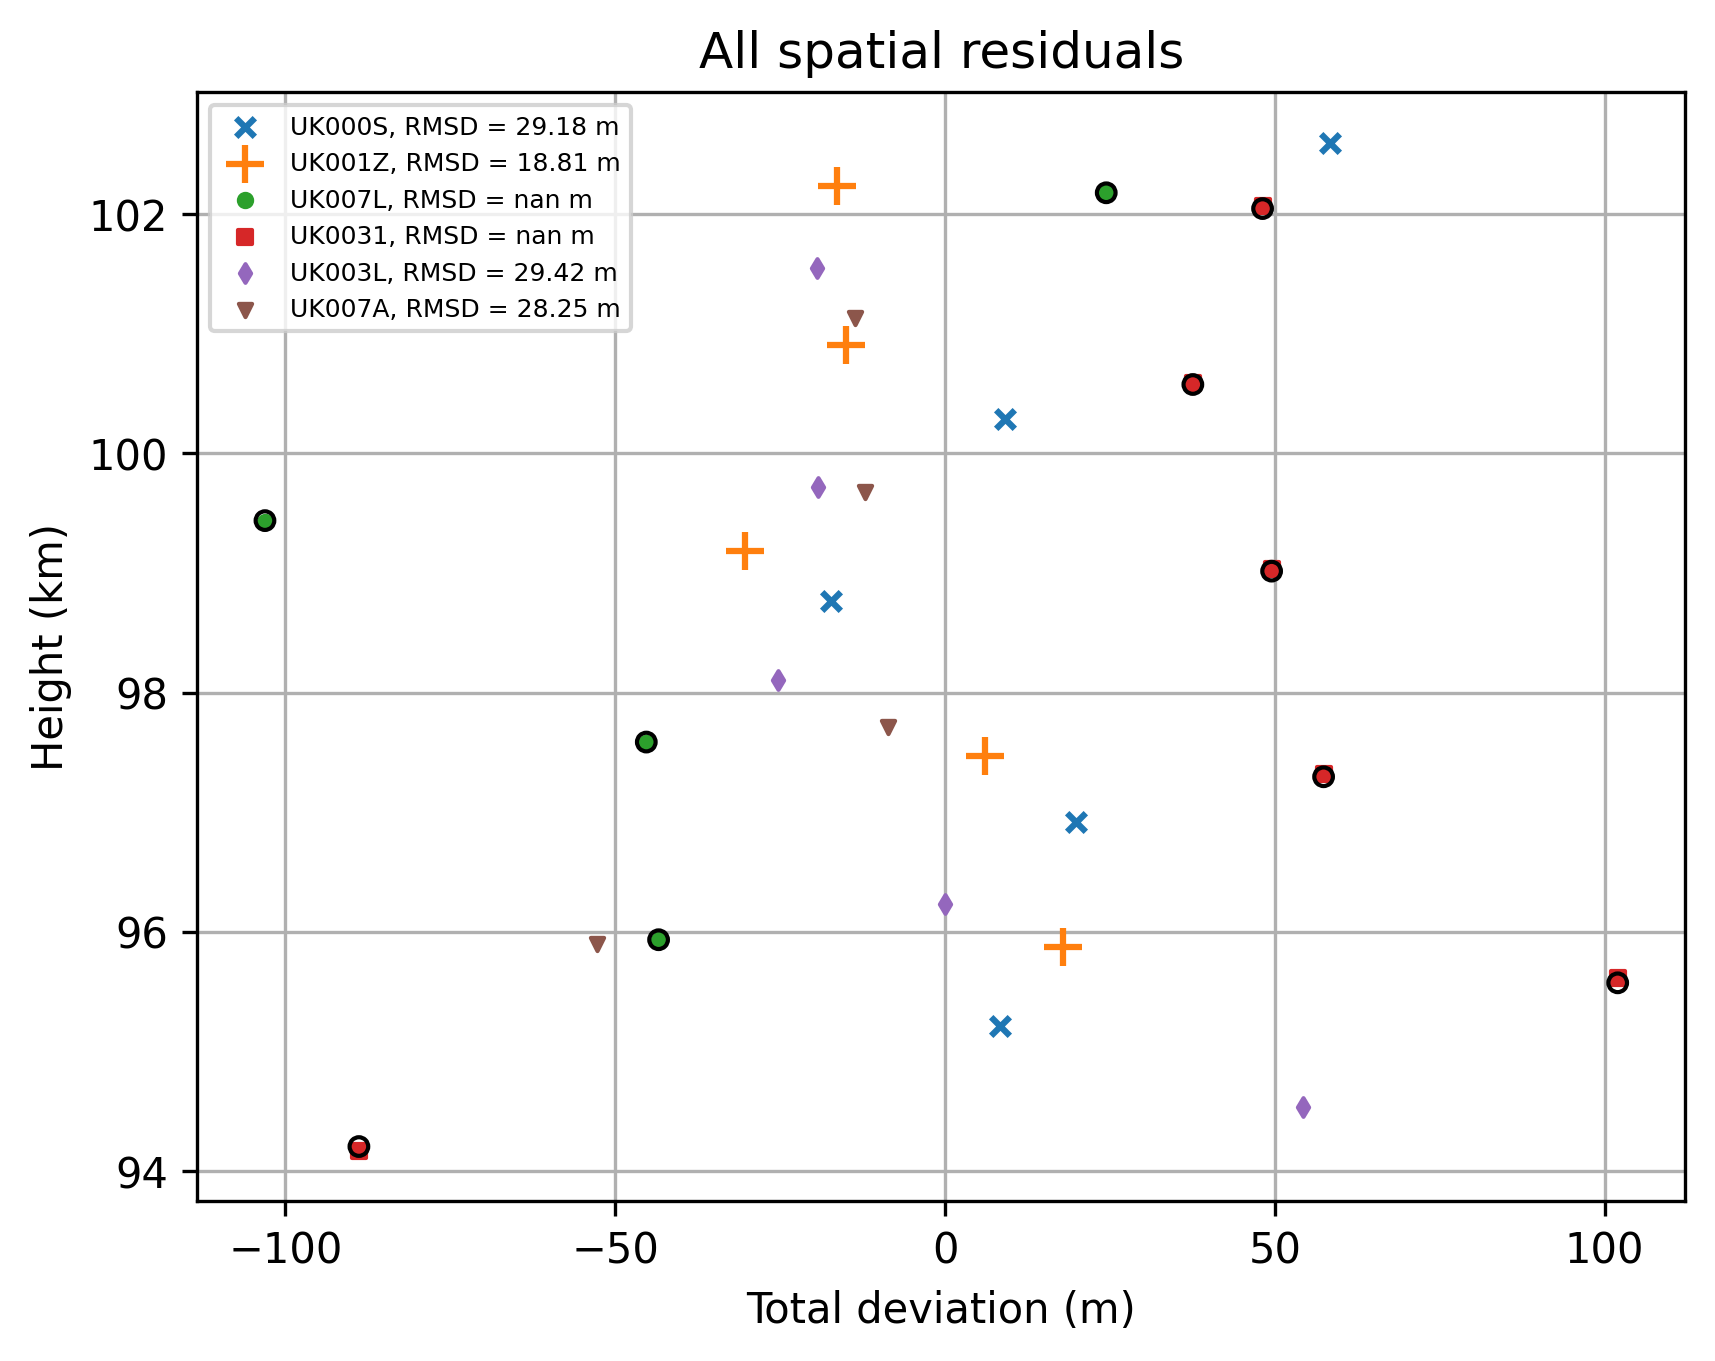 All spatial residuals
UK000S, RMSD = 29.18 m
UK001Z, RMSD = 18.81 m
UK007L, RMSD = nan m
UK0031, RMSD = nan m
UK003L, RMSD = 29.42 m
UK007A, RMSD = 28.25 m
Height (km)
102
100
98
96
94
−100
−50
0
50
100
Total deviation (m)